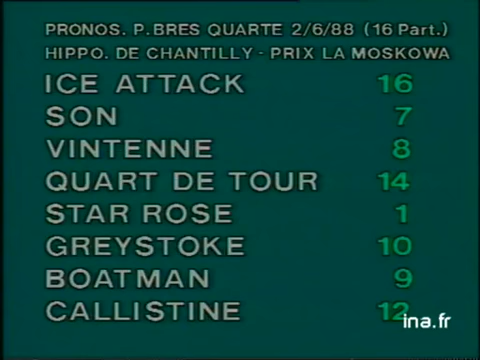 PRONOS. P.BRES QUARTE 2/6/88 (16 Part.)
HIPPO. DE CHANTILLY - PRIX LA MOSKOWA
ICE ATTACK 16
SON 7
VINTENNE 8
QUART DE TOUR 14
STAR ROSE 1
GREYSTOKE 10
BOATMAN 9
CALLISTINE 12
ina.fr